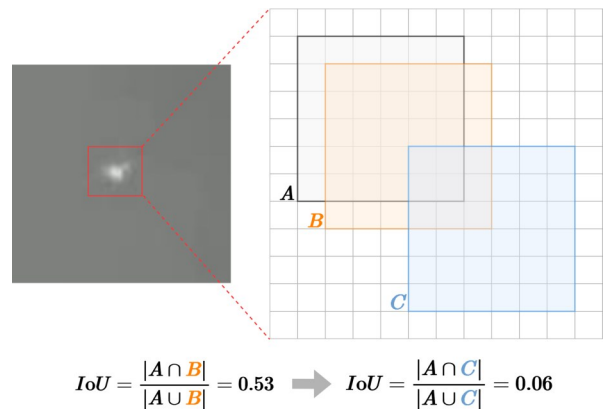 A
B
C
IoU = |A ∩ B| / |A ∪ B| = 0.53
IoU = |A ∩ C| / |A ∪ C| = 0.06